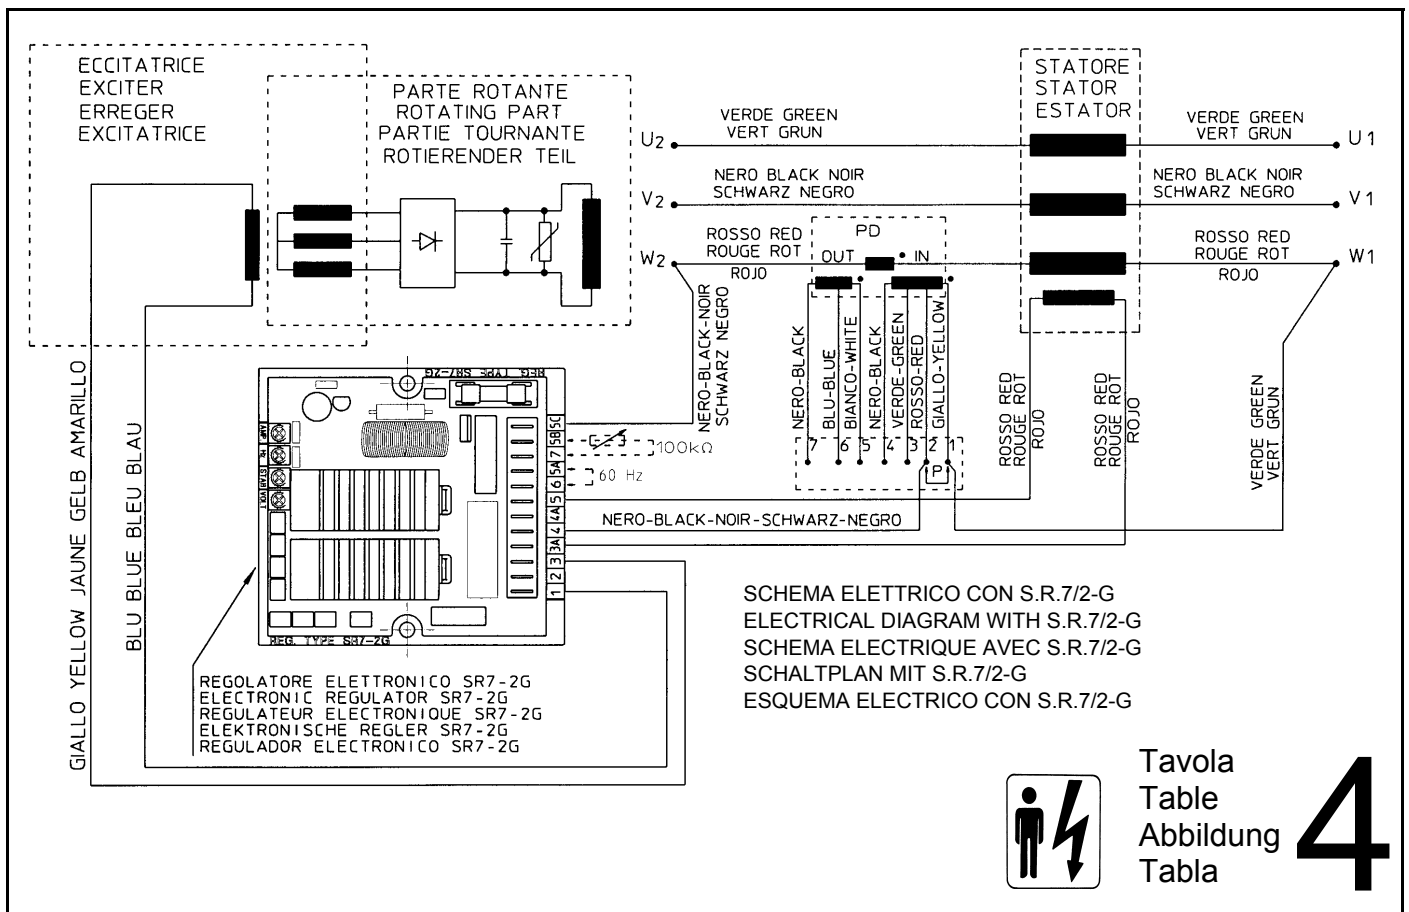 ECCITATRICE
EXCITER
ERREGER
EXCITATRICE
PARTE ROTANTE
ROTATING PART
PARTIE TOURNANTE
ROTIERENDER TEIL
STATORE
STATOR
ESTATOR
U2
VERDE GREEN
VERT GRUN
VERDE GREEN
VERT GRUN
U1
V2
NERO BLACK NOIR
SCHWARZ NEGRO
NERO BLACK NOIR
SCHWARZ NEGRO
V1
W2
ROSSO RED
ROUGE ROT
ROJO
PD
OUT
IN
ROSSO RED
ROUGE ROT
ROJO
W1
NERO-BLACK-NOIR
SCHWARZ NEGRO
NERO-BLACK
BLU-BLUE
BIANCO-WHITE
NERO-BLACK
VERDE-GREEN
ROSSO-RED
GIALLO-YELLOW
7 6 5 4 3 2 1
P
ROSSO RED
ROUGE ROT
ROJO
ROSSO RED
ROUGE ROT
ROJO
VERDE GREEN
VERT GRUN
GIALLO YELLOW JAUNE GELB AMARILLO
BLU BLUE BLEU BLAU
REG. TYPE SR7-2G
AMP
Hz
STAB
VOLT
5C
5B
7
5A
6
5
4A
4
3A
3
2
1
100kΩ
60 Hz
NERO-BLACK-NOIR-SCHWARZ-NEGRO
REG. TYPE SR7-2G
REGOLATORE ELETTRONICO SR7-2G
ELECTRONIC REGULATOR SR7-2G
REGULATEUR ELECTRONIQUE SR7-2G
ELEKTRONISCHE REGLER SR7-2G
REGULADOR ELECTRONICO SR7-2G
SCHEMA ELETTRICO CON S.R.7/2-G
ELECTRICAL DIAGRAM WITH S.R.7/2-G
SCHEMA ELECTRIQUE AVEC S.R.7/2-G
SCHALTPLAN MIT S.R.7/2-G
ESQUEMA ELECTRICO CON S.R.7/2-G
Tavola
Table
Abbildung
Tabla
4